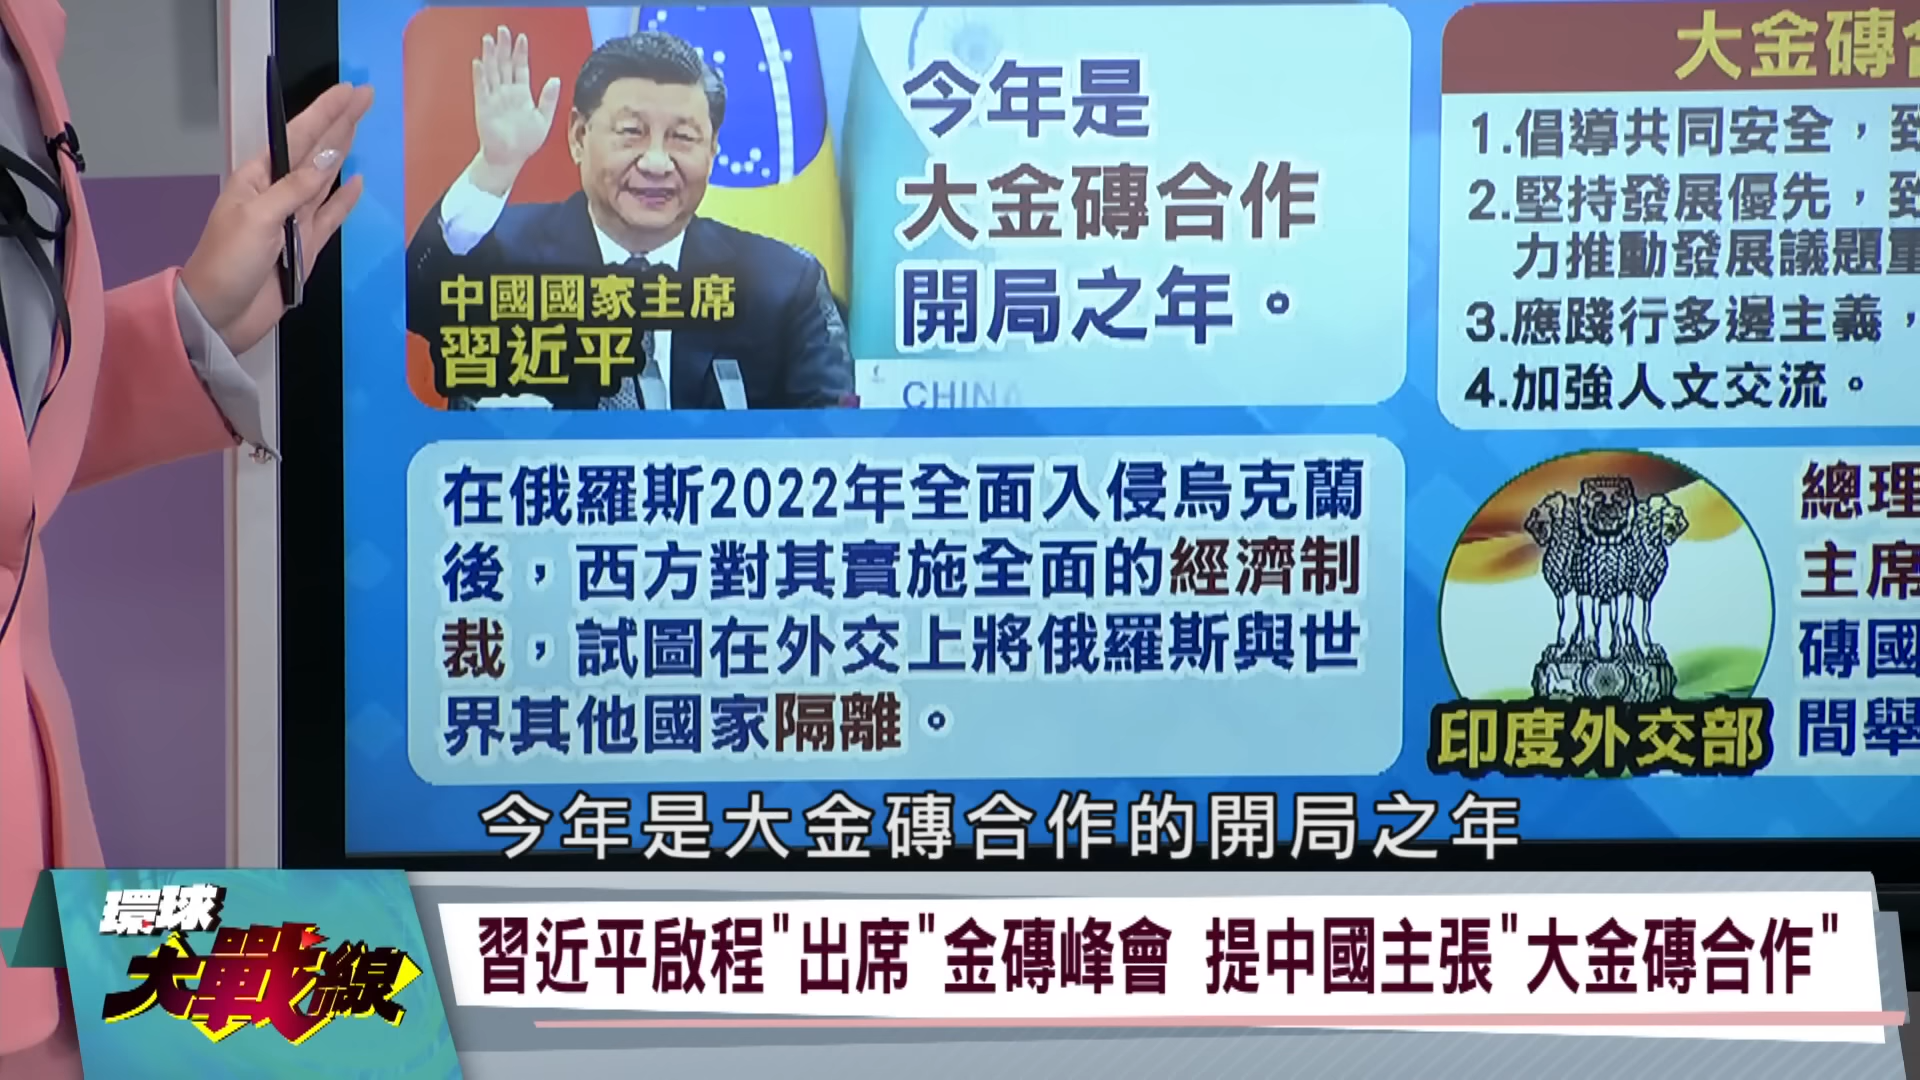 今年是
大金磚合作
開局之年。
中國國家主席
習近平
CHINA
大金磚合
1.倡導共同安全，致
2.堅持發展優先，致
力推動發展議題重
3.應踐行多邊主義，
4.加強人文交流。
在俄羅斯2022年全面入侵烏克蘭
後，西方對其實施全面的經濟制
裁，試圖在外交上將俄羅斯與世
界其他國家隔離。
印度外交部
總理
主席
磚國
間舉
今年是大金磚合作的開局之年
環球
大戰線
習近平啟程"出席"金磚峰會 提中國主張"大金磚合作"